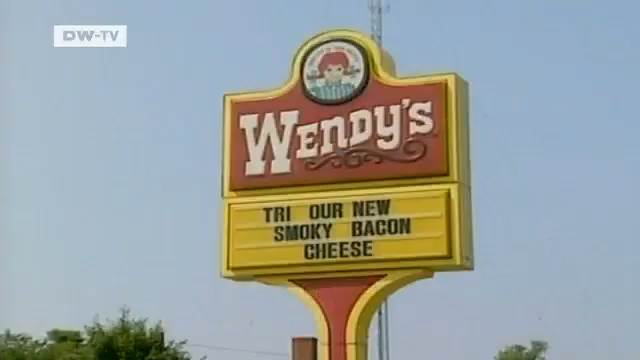 DW-TV
WENDY'S
TRI OUR NEW
SMOKY BACON
CHEESE